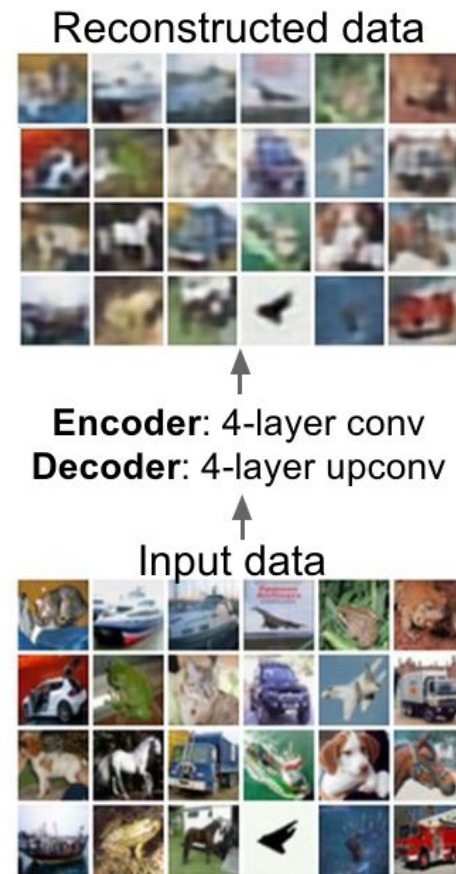 Reconstructed data
Encoder: 4-layer conv
Decoder: 4-layer upconv
Input data